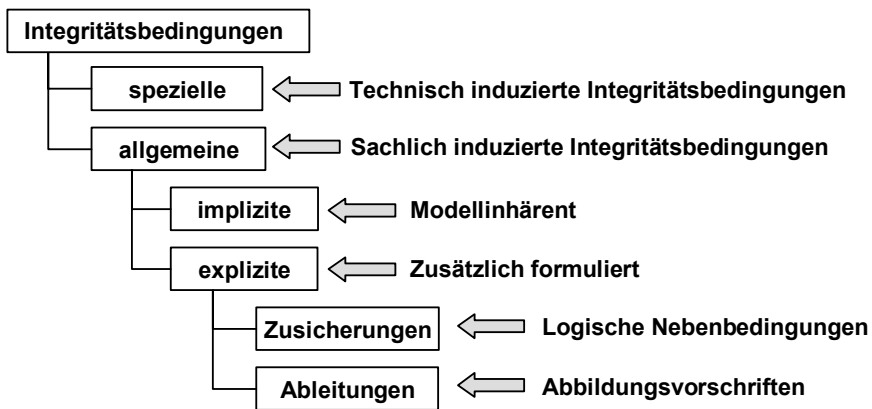 Integritätsbedingungen
spezielle Technisch induzierte Integritätsbedingungen
allgemeine Sachlich induzierte Integritätsbedingungen
implizite Modellinhärent
explizite Zusätzlich formuliert
Zusicherungen Logische Nebenbedingungen
Ableitungen Abbildungsvorschriften